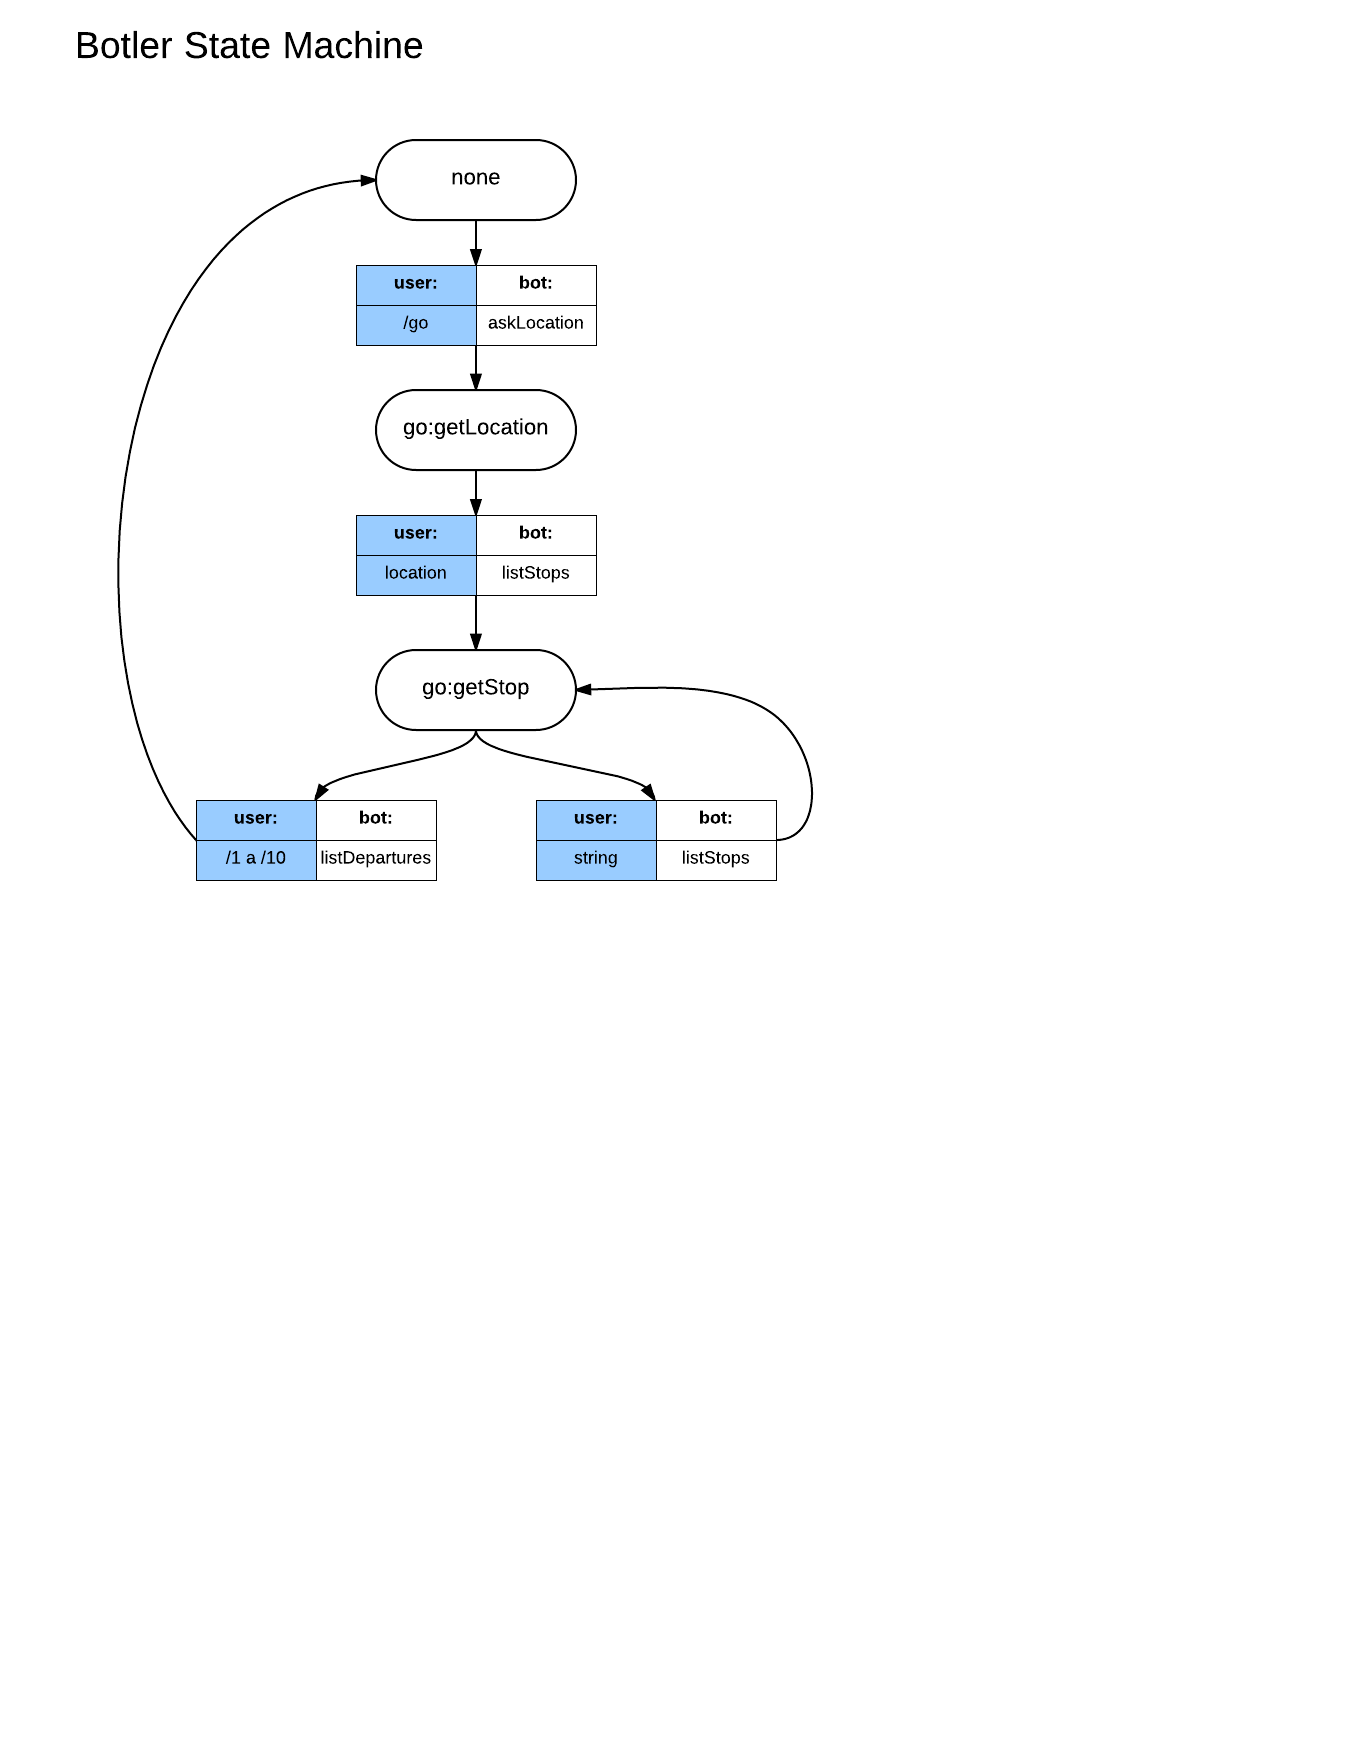 Botler State Machine
none
user: bot:
/go askLocation
go:getLocation
user: bot:
location listStops
go:getStop
user: bot:
/1 a /10 listDepartures
user: bot:
string listStops